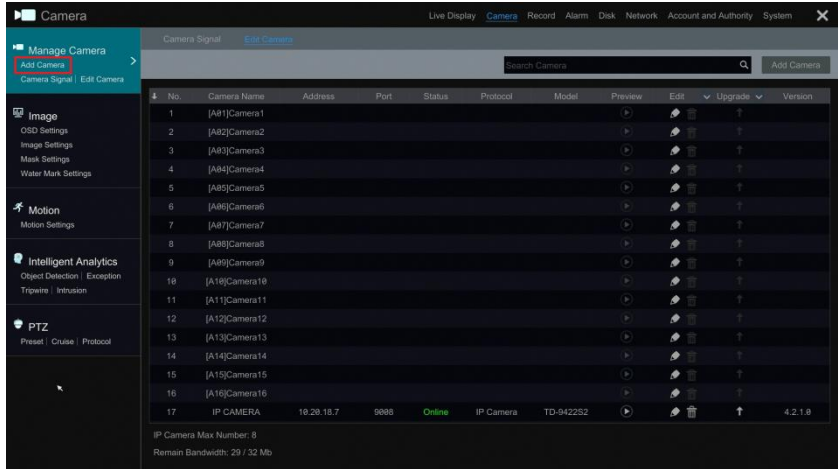 Camera
Live Display Camera Record Alarm Disk Network Account and Authority System
Manage Camera
Add Camera
Camera Signal | Edit Camera
Image
OSD Settings
Image Settings
Mask Settings
Water Mark Settings
Motion
Motion Settings
Intelligent Analytics
Object Detection | Exception
Tripwire | Intrusion
PTZ
Preset | Cruise | Protocol
Camera Signal Edit Camera
Search Camera Add Camera
No. Camera Name Address Port Status Protocol Model Preview Edit Upgrade Version
1 [A01]Camera1
2 [A02]Camera2
3 [A03]Camera3
4 [A04]Camera4
5 [A05]Camera5
6 [A06]Camera6
7 [A07]Camera7
8 [A08]Camera8
9 [A09]Camera9
10 [A10]Camera10
11 [A11]Camera11
12 [A12]Camera12
13 [A13]Camera13
14 [A14]Camera14
15 [A15]Camera15
16 [A16]Camera16
17 IP CAMERA 10.20.18.7 9008 Online IP Camera TD-9422S2 4.2.1.0
IP Camera Max Number: 8
Remain Bandwidth: 29 / 32 Mb